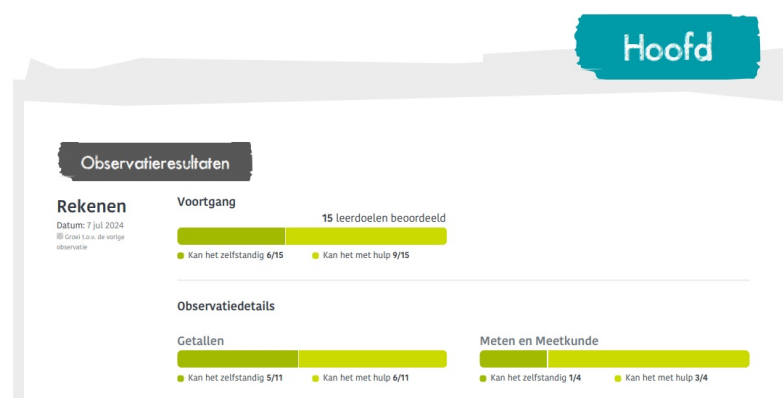 Hoofd
Observatieresultaten
Rekenen
Datum: 7 jul 2024
Groei t.o.v. de vorige
observatie
Voortgang
15 leerdoelen beoordeeld
Kan het zelfstandig 6/15 Kan het met hulp 9/15
Observatiedetails
Getallen
Kan het zelfstandig 5/11 Kan het met hulp 6/11
Meten en Meetkunde
Kan het zelfstandig 1/4 Kan het met hulp 3/4